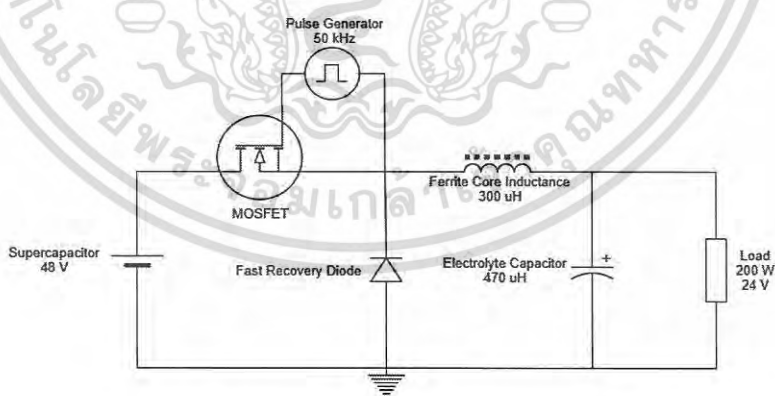 Pulse Generator
50 kHz
MOSFET
Ferrite Core Inductance
300 uH
Supercapacitor
48 V
Fast Recovery Diode
Electrolyte Capacitor
470 uH
+
Load
200 W
24 V